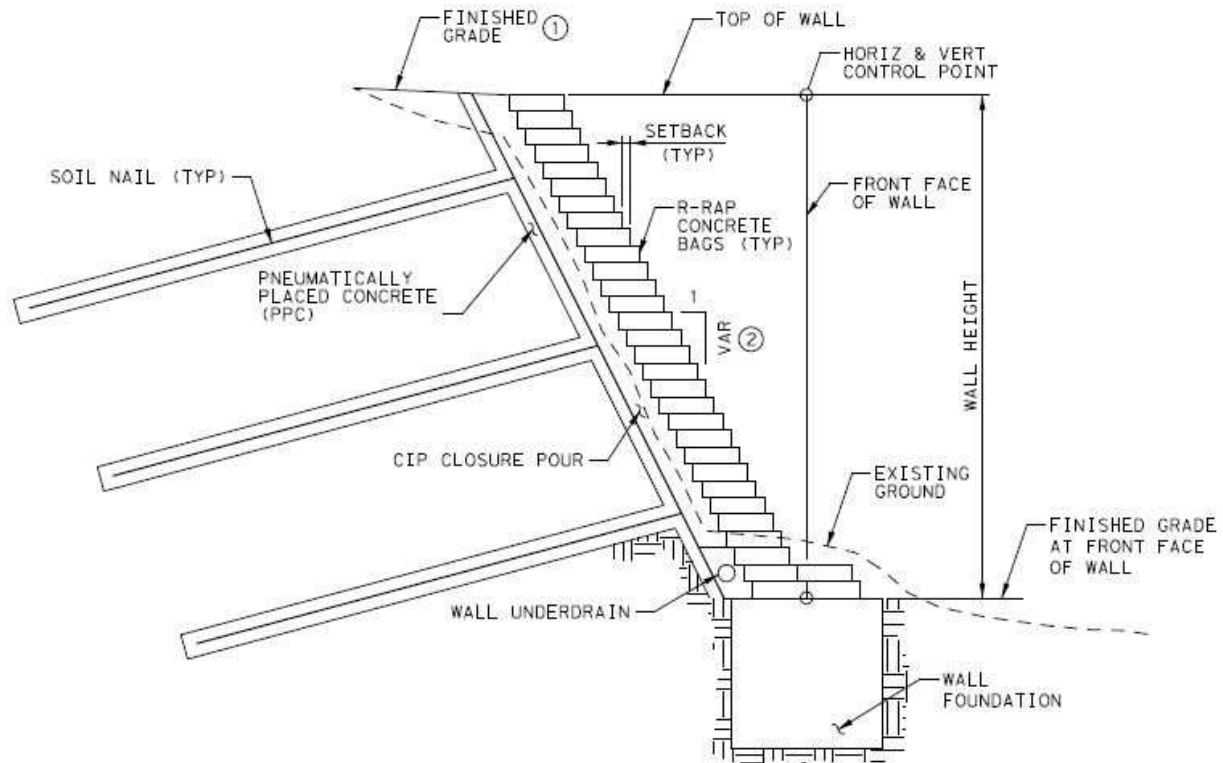 FINISHED
GRADE 1
TOP OF WALL
HORIZ & VERT
CONTROL POINT
SETBACK
(TYP)
SOIL NAIL (TYP)
FRONT FACE
OF WALL
R-RAP
CONCRETE
BAGS (TYP)
PNEUMATICALLY
PLACED CONCRETE
(PPC)
1
VAR 2
WALL HEIGHT
CIP CLOSURE POUR
EXISTING
GROUND
FINISHED GRADE
AT FRONT FACE
OF WALL
WALL UNDERDRAIN
WALL
FOUNDATION